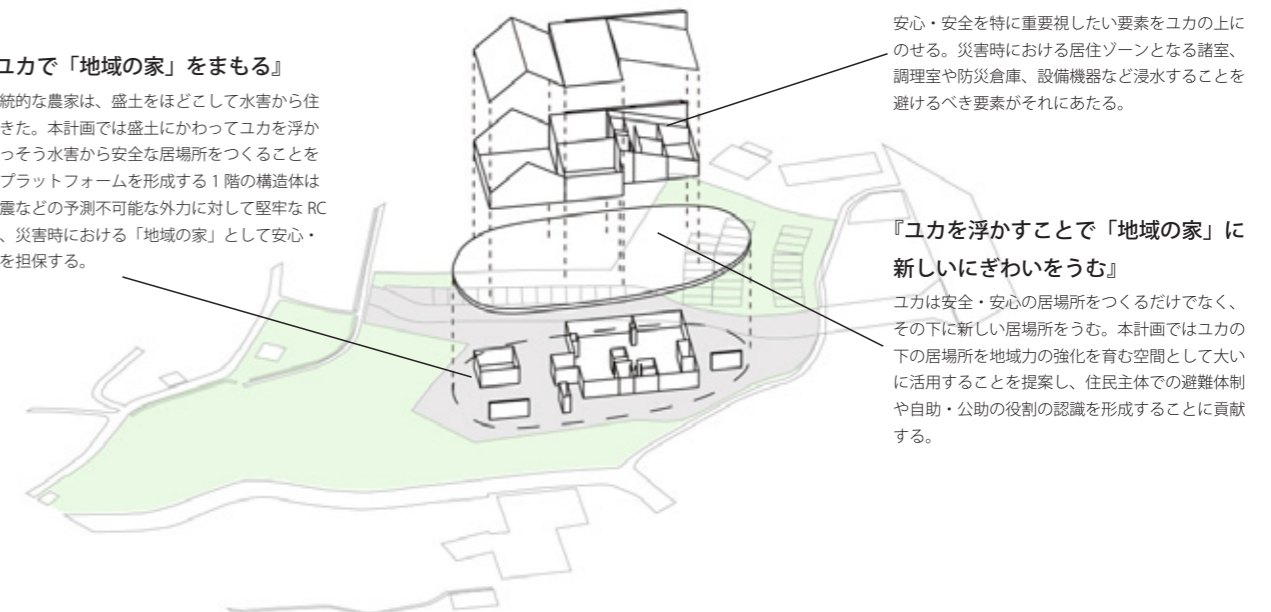 ユカで「地域の家」をまもる』
統的な農家は、盛土をほどこして水害から住
きた。本計画では盛土にかわってユカを浮か
っそう水害から安全な居場所をつくることを
プラットフォームを形成する 1 階の構造体は
震などの予測不可能な外力に対して堅牢な RC
、災害時における「地域の家」として安心・
を担保する。
安心・安全を特に重要視したい要素をユカの上に
のせる。災害時における居住ゾーンとなる諸室、
調理室や防災倉庫、設備機器など浸水することを
避けるべき要素がそれにあたる。
『ユカを浮かすことで「地域の家」に
新しいにぎわいをうむ』
ユカは安全・安心の居場所をつくるだけでなく、
その下に新しい居場所をうむ。本計画ではユカの
下の居場所を地域力の強化を育む空間として大い
に活用することを提案し、住民主体での避難体制
や自助・公助の役割の認識を形成することに貢献
する。